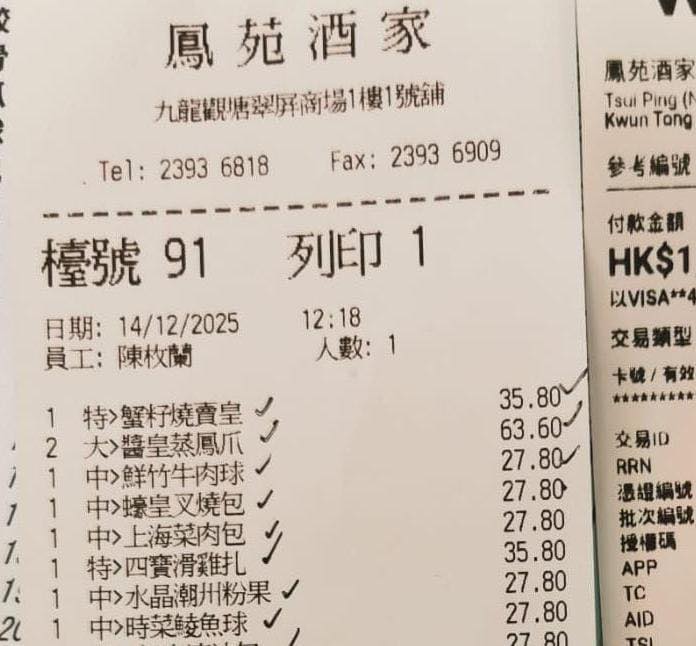 鳳苑酒家
九龍觀塘翠屏商場1樓1號舖
Tel: 2393 6818 Fax: 2393 6909
檯號 91 列印 1
日期: 14/12/2025 12:18
員工: 陳枚蘭 人數: 1
1 特>蟹籽燒賣皇 35.80
2 大>醬皇蒸鳳爪 63.60
1 中>鮮竹牛肉球 27.80
1 中>蠔皇叉燒包 27.80
1 中>上海菜肉包 27.80
1 特>四寶滑雞扎 35.80
1 中>水晶潮州粉果 27.80
1 中>時菜鯪魚球 27.80
27.80
鳳苑酒家
Tsui Ping (N
Kwun Tong
參考編號
付款金額
HK$1
以VISA**4
交易類型
卡號 / 有效
*********
交易ID
RRN
憑證編號
批次編號
授權碼
APP
TC
AID
TSI